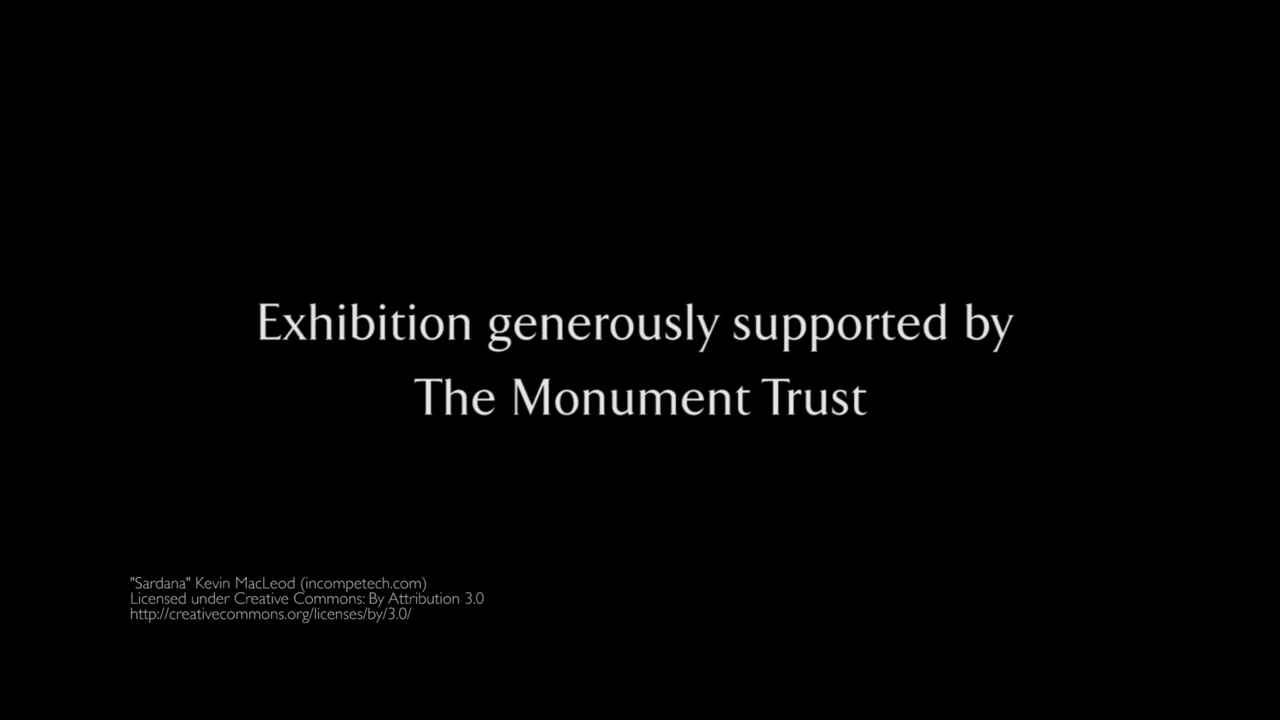 Exhibition generously supported by
The Monument Trust
"Sardana" Kevin MacLeod (incompetech.com)
Licensed under Creative Commons: By Attribution 3.0
http://creativecommons.org/licenses/by/3.0/